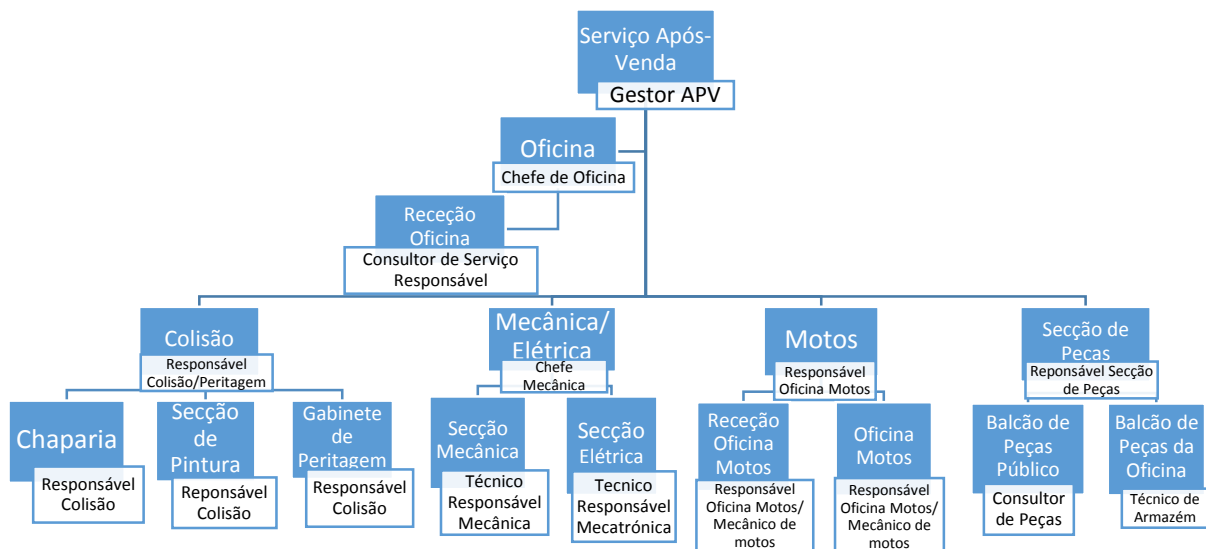 Serviço Após-
Venda
Gestor APV
Oficina
Chefe de Oficina
Receção
Oficina
Consultor de Serviço
Responsável
Colisão
Responsável
Colisão/Peritagem
Mecânica/
Elétrica
Chefe
Mecânica
Motos
Responsável
Oficina Motos
Secção de
Peças
Reponsável Secção
de Peças
Chaparia
Responsável
Colisão
Secção
de
Pintura
Reponsável
Colisão
Gabinete
de
Peritagem
Responsável
Colisão
Secção
Mecânica
Técnico
Responsável
Mecânica
Secção
Elétrica
Tecnico
Responsável
Mecatrónica
Receção
Oficina
Motos
Responsável
Oficina Motos/
Mecânico de
motos
Oficina
Motos
Responsável
Oficina Motos/
Mecânico de
motos
Balcão de
Peças
Público
Consultor
de Peças
Balcão de
Peças da
Oficina
Técnico de
Armazém